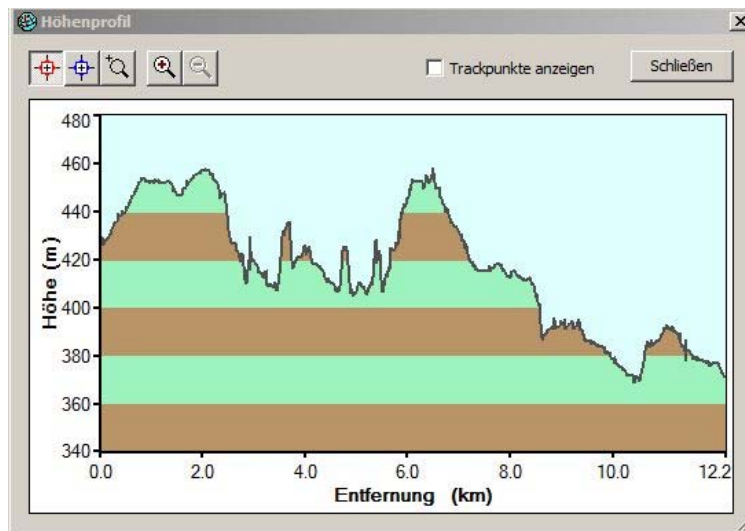 Höhenprofil
Trackpunkte anzeigen
Schließen
480
460
440
420
400
380
360
340
Höhe (m)
0.0 2.0 4.0 6.0 8.0 10.0 12.2
Entfernung (km)